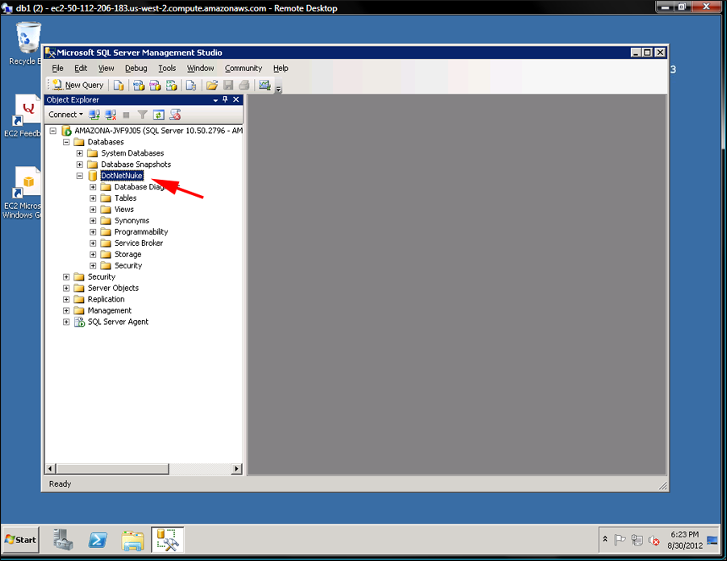 db1 (2) - ec2-50-112-206-183.us-west-2.compute.amazonaws.com - Remote Desktop
Recycle B
3
Microsoft SQL Server Management Studio
File Edit View Debug Tools Window Community Help
New Query
Object Explorer
Connect
AMAZONA-JVF9J05 (SQL Server 10.50.2796 - AM
Databases
System Databases
Database Snapshots
DotNetNuke
Database Diag
Tables
Views
Synonyms
Programmability
Service Broker
Storage
Security
Security
Server Objects
Replication
Management
SQL Server Agent
EC2 Feedb
EC2 Micros
Windows Gu
Ready
Start
6:23 PM
8/30/2012